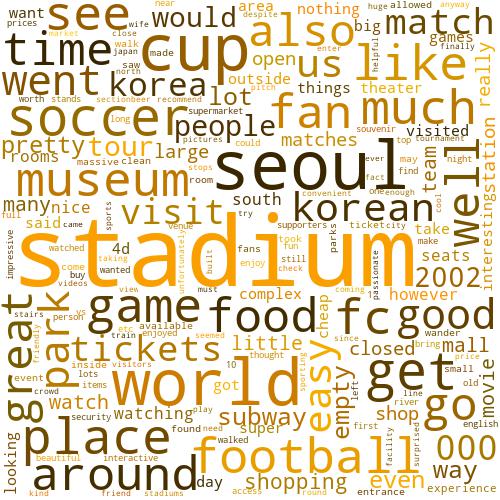 want see cup also area nothing wife allowed anyway
prices near huge big match
time would despite close games
japan walk finally
went saw made us like really
north korea open helpful enter
worth stands sectionbeer recommend outside things theater market
soccer supermarket lot pitch
long fan much visited
pretty tour people matches souvenir top tournament
rooms massive clean pictures could team may night
museum large room seoul ever find
stops fact cool
many nice visit south korean one enough convenient well interesting station
full said came 4d supporters try ticket city take
impressive sports venue fans took parks make
watched stadium seats 2002
taking unfortunately built enjoy fun still check passionate
come wanted
buy
videos view must complex coming however
stairs vs game food fc good
person etc available train enjoyed cheap since wander
great park friendly tickets seemed little closed bring mall
event inside visitors 10 thought line price
crowd lots items world got sporting easy empty left river small old movie
watch security watching found play subway super need shop first get go english
place walked football facility surprised 000
looking beautiful interactive around day shopping even way
kind friend stadiums access round entrance experience